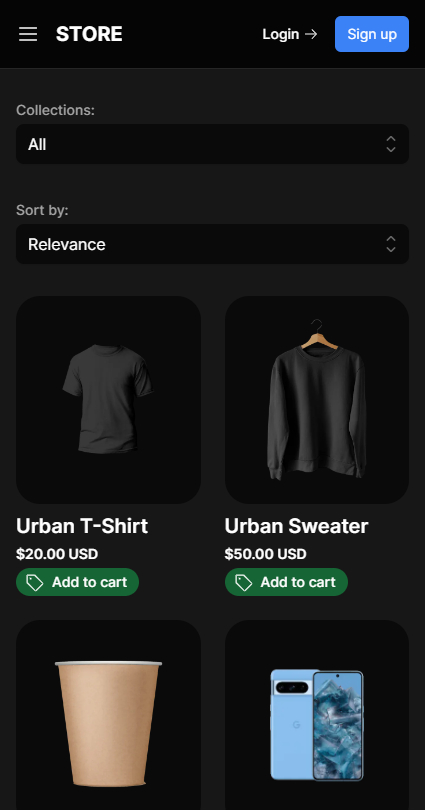 STORE
Login →
Sign up
Collections:
All
Sort by:
Relevance
Urban T-Shirt
$20.00 USD
Add to cart
Urban Sweater
$50.00 USD
Add to cart